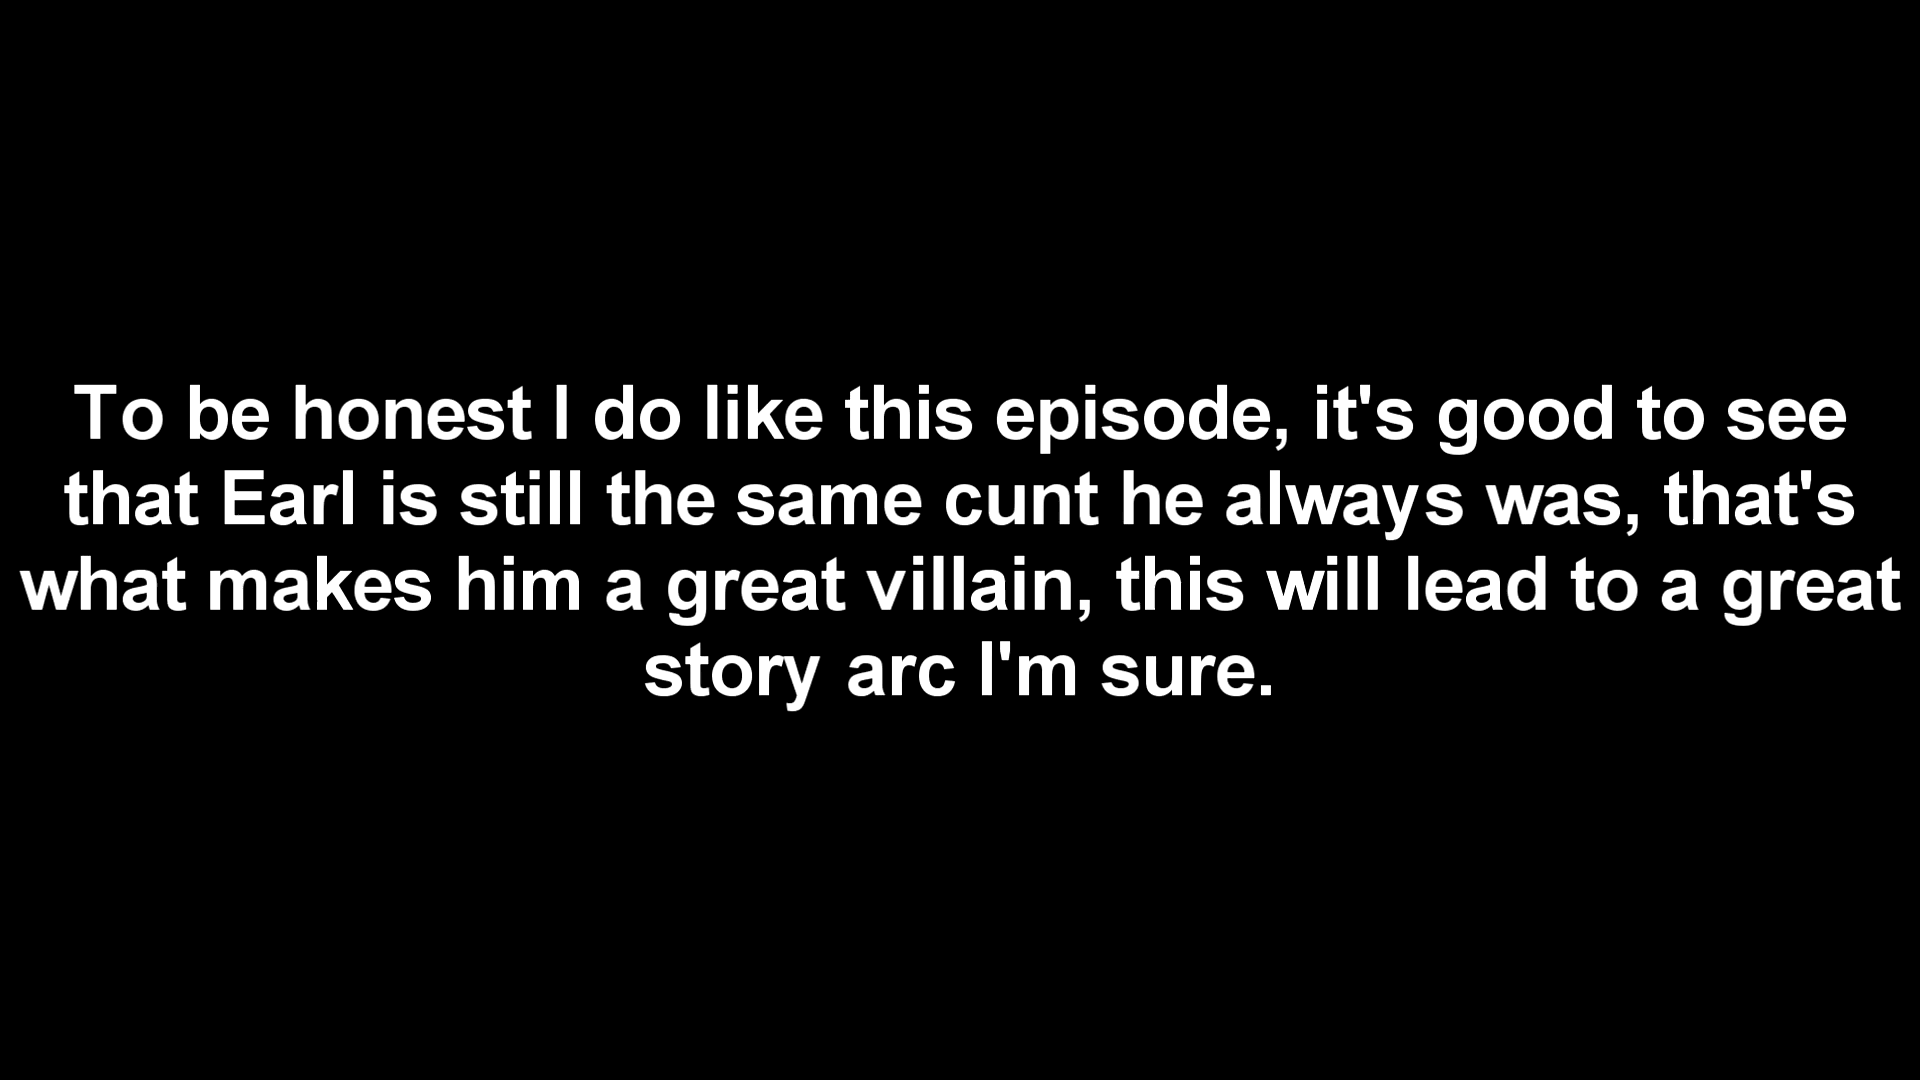 To be honest I do like this episode, it's good to see
that Earl is still the same cunt he always was, that's
what makes him a great villain, this will lead to a great
story arc I'm sure.